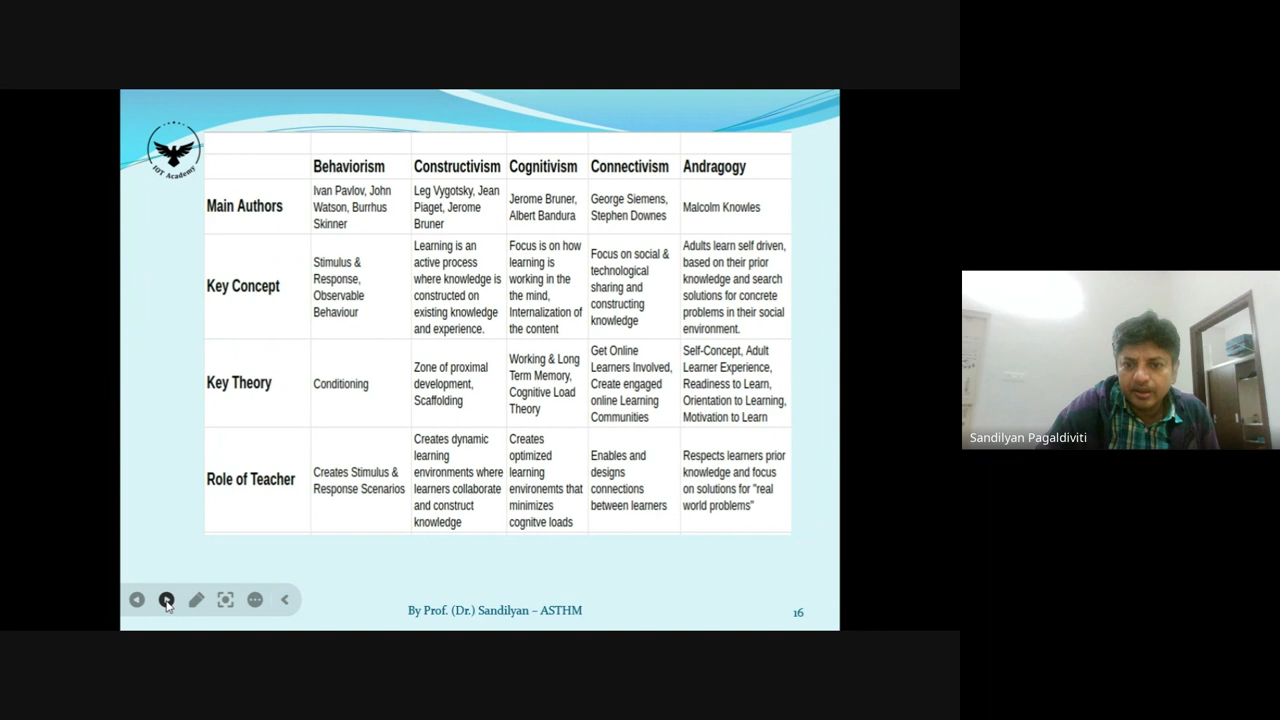 IOT Academy
Behaviorism Constructivism Cognitivism Connectivism Andragogy
Main Authors
Ivan Pavlov, John
Watson, Burrhus
Skinner
Leg Vygotsky, Jean
Piaget, Jerome
Bruner
Jerome Bruner,
Albert Bandura
George Siemens,
Stephen Downes
Malcolm Knowles
Key Concept
Stimulus &
Response,
Observable
Behaviour
Learning is an
active process
where knowledge is
constructed on
existing knowledge
and experience.
Focus is on how
learning is
working in the
the mind,
Internalization of
the content
Focus on social &
technological
sharing and
constructing
knowledge
Adults learn self driven,
based on their prior
knowledge and search
solutions for concrete
problems in their social
environment.
Key Theory
Conditioning
Zone of proximal
development,
Scaffolding
Working & Long
Term Memory,
Cognitive Load
Theory
Get Online
Learners Involved,
Create engaged
online Learning
Communities
Self-Concept, Adult
Learner Experience,
Readiness to Learn,
Orientation to Learning,
Motivation to Learn
Role of Teacher
Creates Stimulus &
Response Scenarios
Creates dynamic
learning
environments where
learners collaborate
and construct
knowledge
Creates
optimized
learning
environemts that
minimizes
cognitve loads
Enables and
designs
connections
between learners
Respects learners prior
knowledge and focus
on solutions for "real
world problems"
By Prof. (Dr.) Sandilyan – ASTHM
16
Sandilyan Pagaldiviti